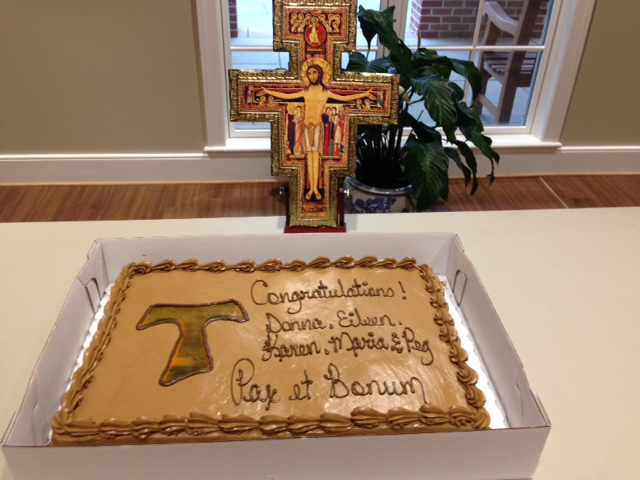 Congratulations!
Donna, Eileen,
Karen, Maria & Peg
Pax et Bonum